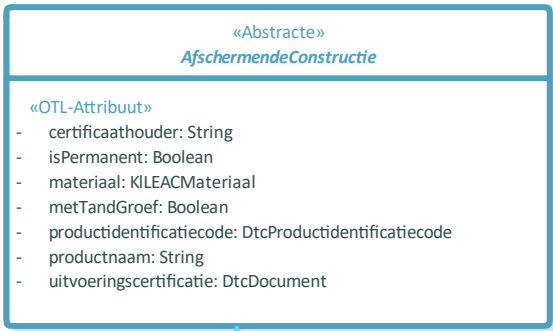 «Abstracte»
AfschermendeConstructie
«OTL-Attribuut»
- certificaathouder: String
- isPermanent: Boolean
- materiaal: KlLEACMateriaal
- metTandGroef: Boolean
- productidentificatiecode: DtcProductidentificatiecode
- productnaam: String
- uitvoeringscertificatie: DtcDocument